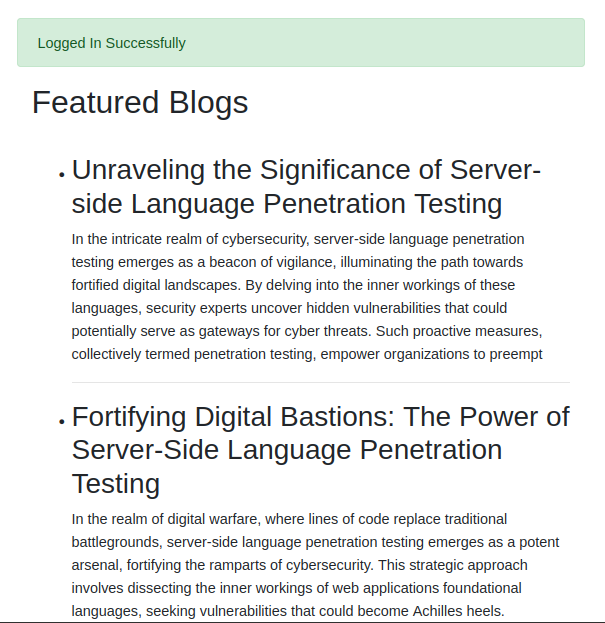 Logged In Successfully
Featured Blogs
• Unraveling the Significance of Server-
side Language Penetration Testing
In the intricate realm of cybersecurity, server-side language penetration
testing emerges as a beacon of vigilance, illuminating the path towards
fortified digital landscapes. By delving into the inner workings of these
languages, security experts uncover hidden vulnerabilities that could
potentially serve as gateways for cyber threats. Such proactive measures,
collectively termed penetration testing, empower organizations to preempt
• Fortifying Digital Bastions: The Power of
Server-Side Language Penetration
Testing
In the realm of digital warfare, where lines of code replace traditional
battlegrounds, server-side language penetration testing emerges as a potent
arsenal, fortifying the ramparts of cybersecurity. This strategic approach
involves dissecting the inner workings of web applications foundational
languages, seeking vulnerabilities that could become Achilles heels.